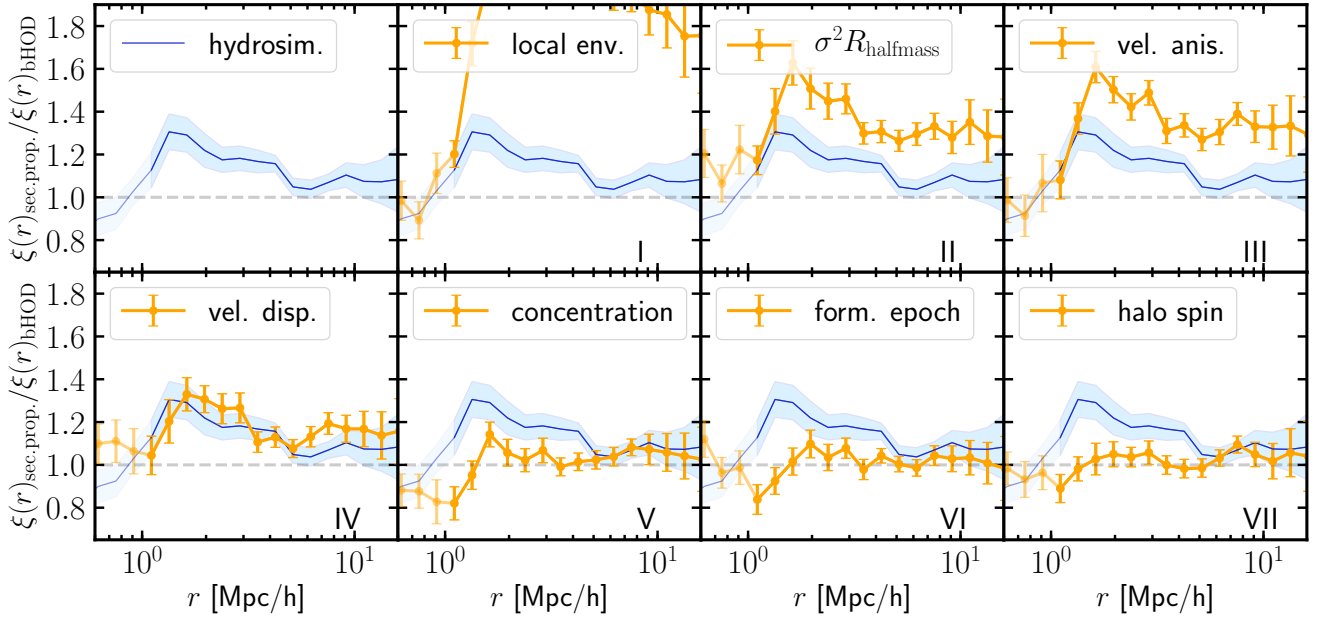 hydrosim.
local env.
σ²R_halfmass
vel. anis.
ξ(r)_sec.prop./ξ(r)_bHOD
1.8
1.6
1.4
1.2
1.0
0.8
I
II
III
vel. disp.
concentration
form. epoch
halo spin
ξ(r)_sec.prop./ξ(r)_bHOD
1.8
1.6
1.4
1.2
1.0
0.8
IV
V
VI
VII
10⁰ 10¹ 10⁰ 10¹ 10⁰ 10¹ 10⁰ 10¹
r [Mpc/h] r [Mpc/h] r [Mpc/h] r [Mpc/h]